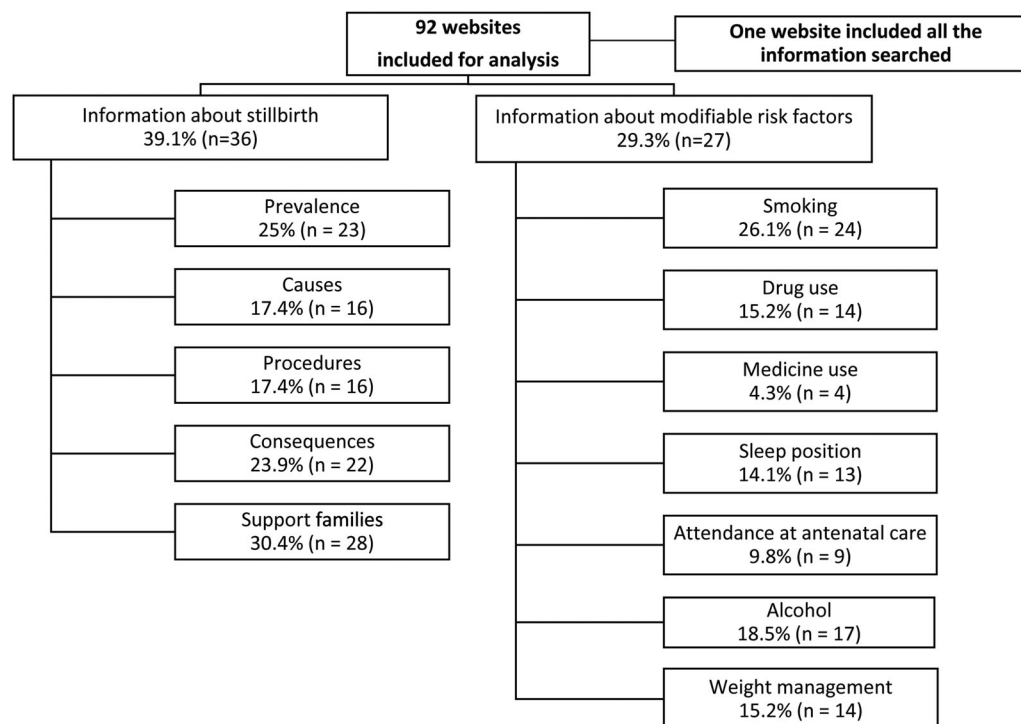 92 websites
included for analysis
One website included all the
information searched
Information about stillbirth
39.1% (n=36)
Prevalence
25% (n = 23)
Causes
17.4% (n = 16)
Procedures
17.4% (n = 16)
Consequences
23.9% (n = 22)
Support families
30.4% (n = 28)
Information about modifiable risk factors
29.3% (n=27)
Smoking
26.1% (n = 24)
Drug use
15.2% (n = 14)
Medicine use
4.3% (n = 4)
Sleep position
14.1% (n = 13)
Attendance at antenatal care
9.8% (n = 9)
Alcohol
18.5% (n = 17)
Weight management
15.2% (n = 14)